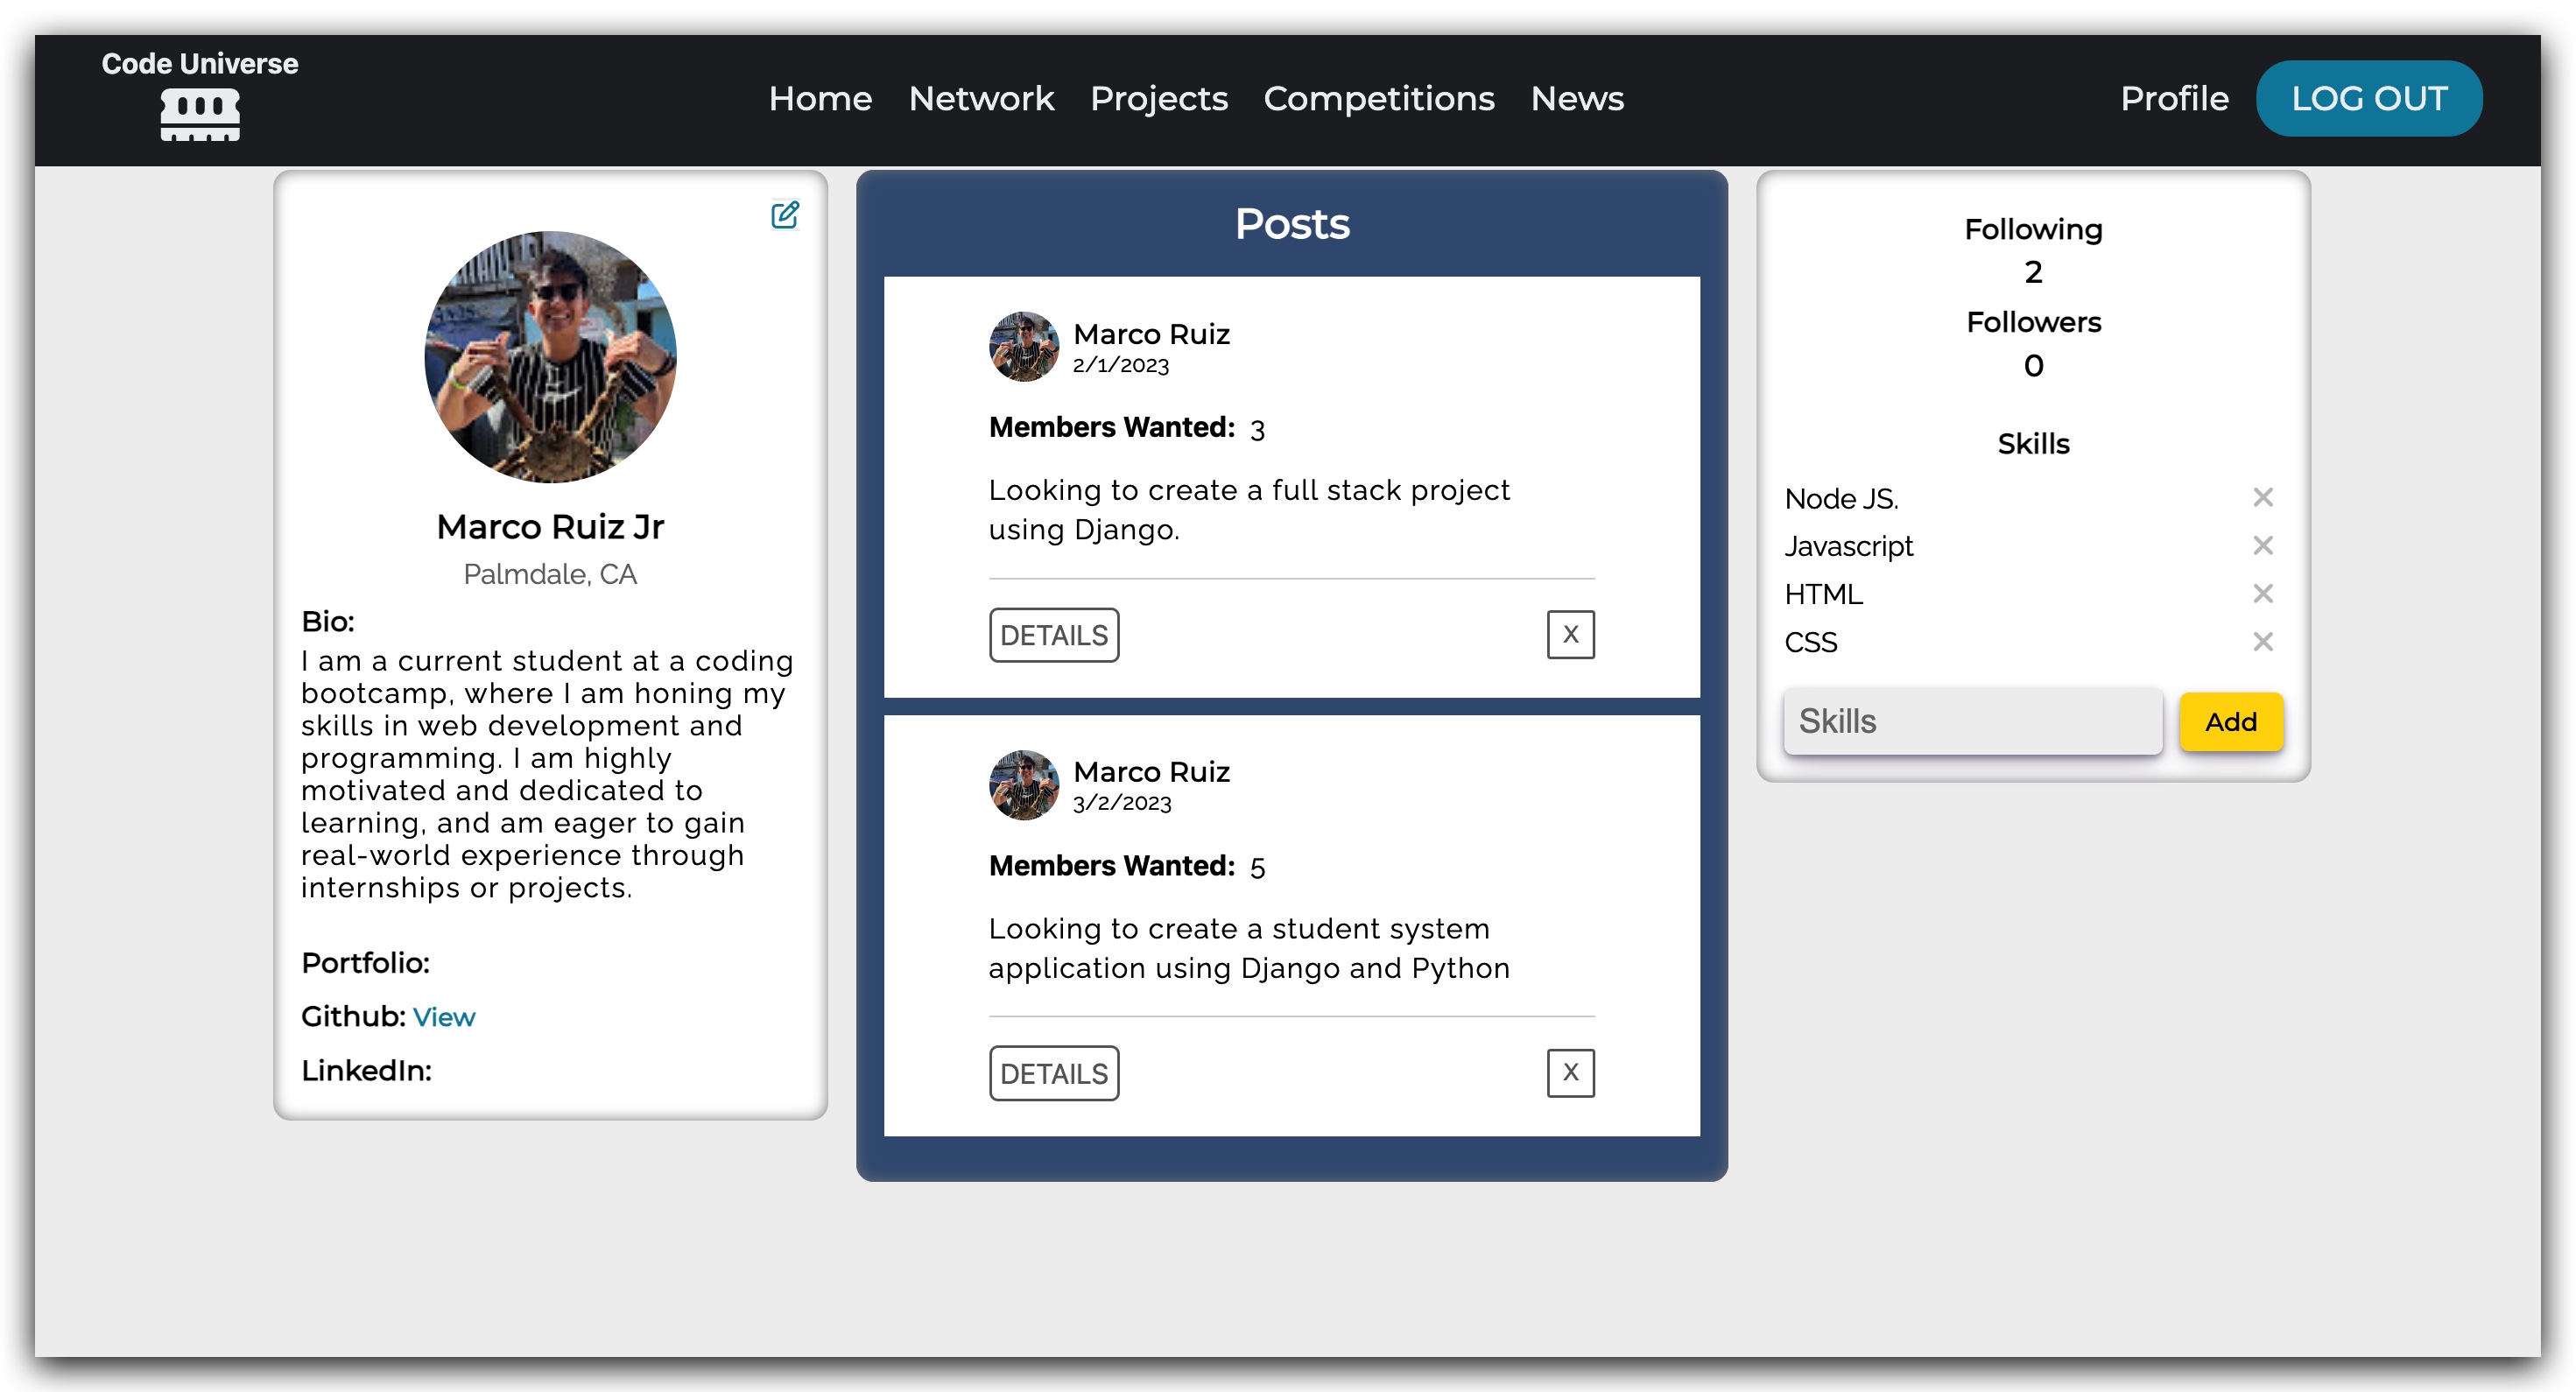 Code Universe
Home Network Projects Competitions News
Profile LOG OUT
Marco Ruiz Jr
Palmdale, CA
Bio:
I am a current student at a coding
bootcamp, where I am honing my
skills in web development and
programming. I am highly
motivated and dedicated to
learning, and am eager to gain
real-world experience through
internships or projects.
Portfolio:
Github: View
LinkedIn:
Posts
Marco Ruiz
2/1/2023
Members Wanted: 3
Looking to create a full stack project
using Django.
DETAILS X
Marco Ruiz
3/2/2023
Members Wanted: 5
Looking to create a student system
application using Django and Python
DETAILS X
Following
2
Followers
0
Skills
Node JS.
Javascript
HTML
CSS
Skills Add